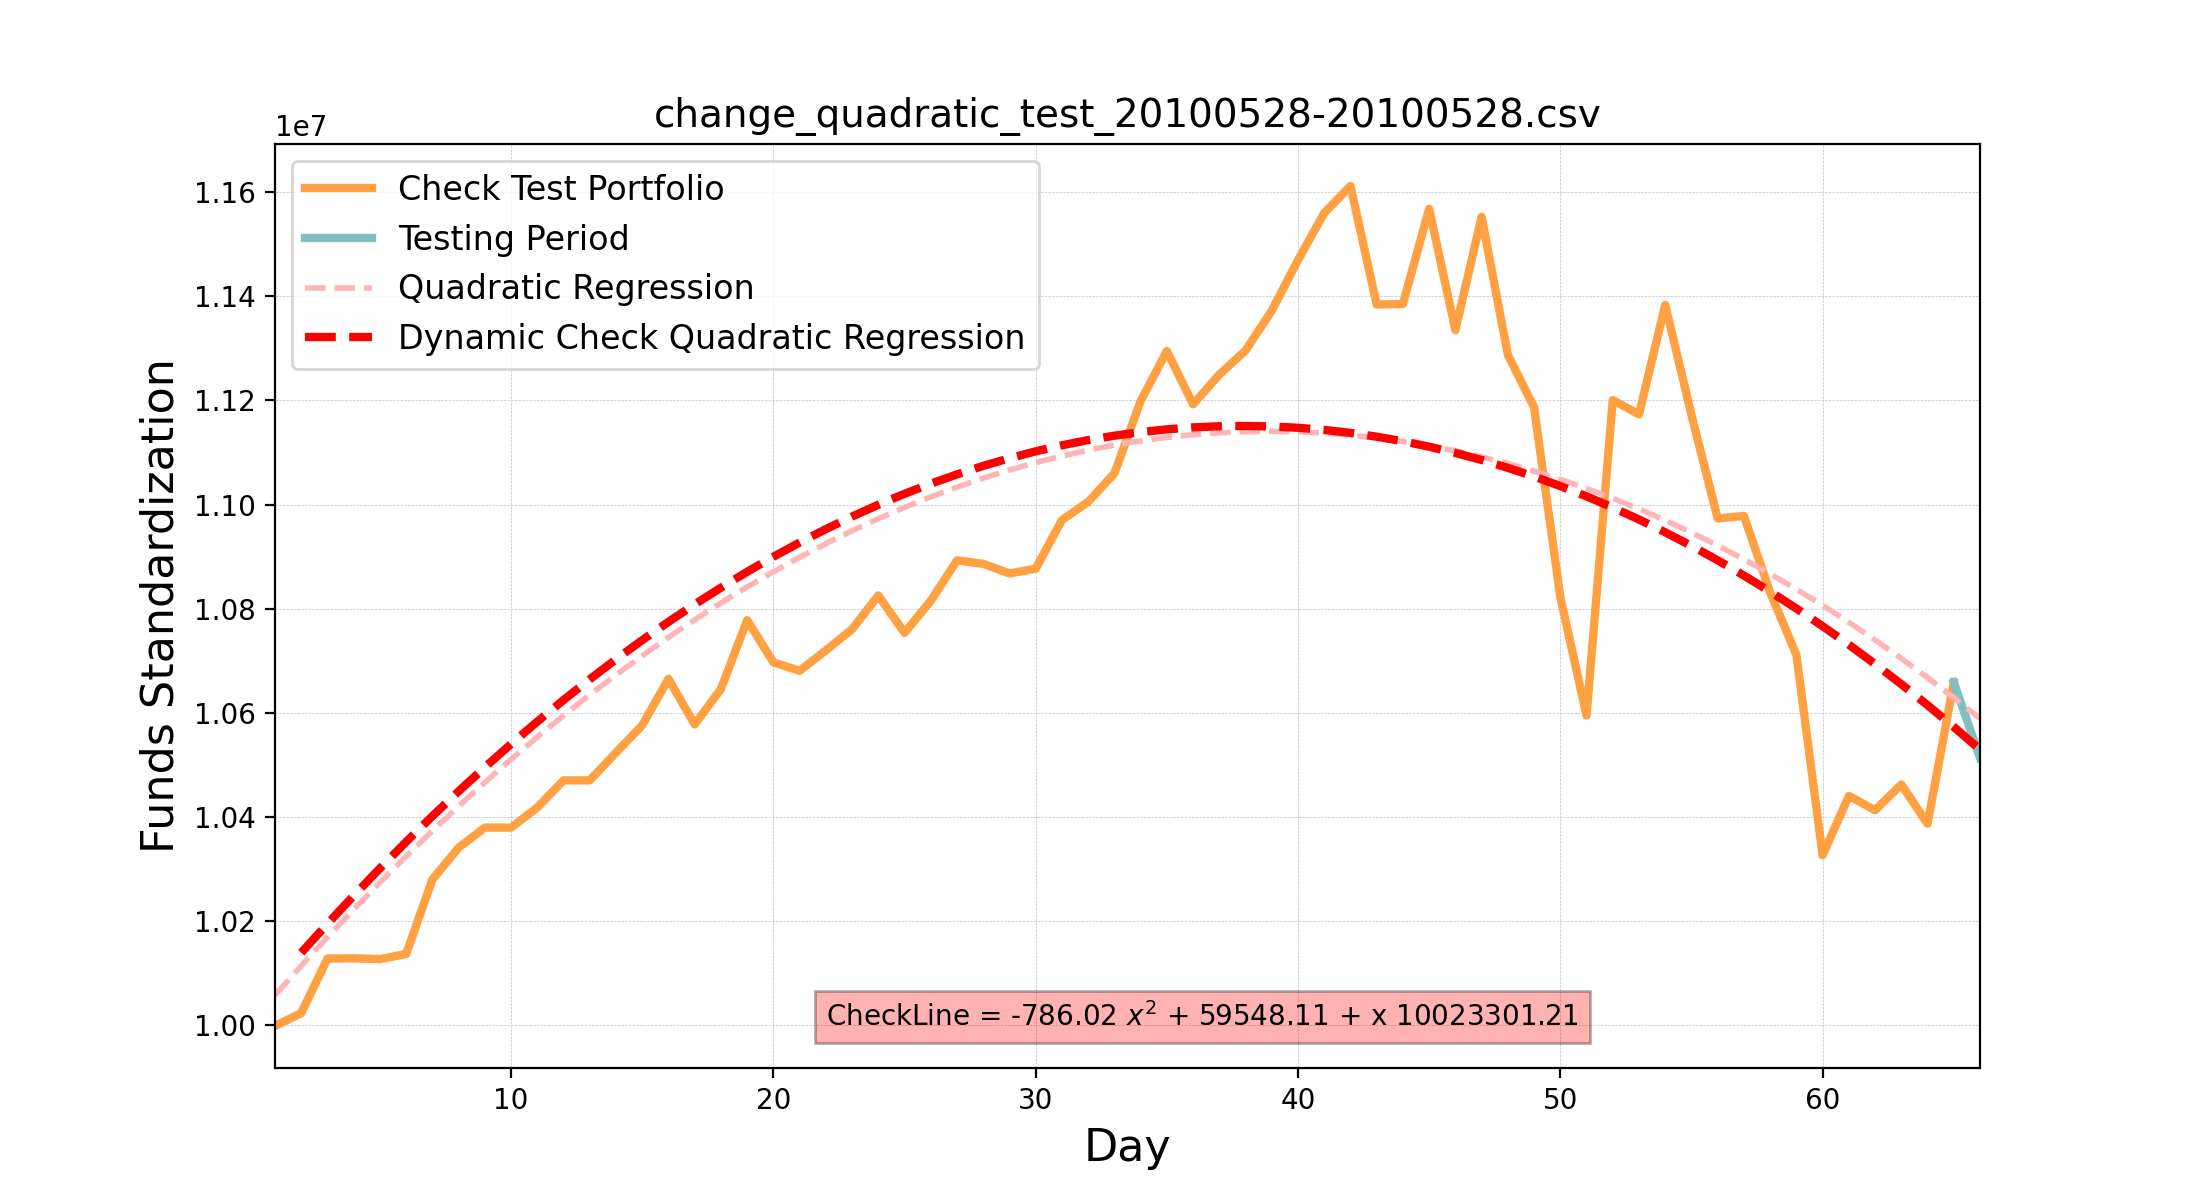 change_quadratic_test_20100528-20100528.csv
1e7
Check Test Portfolio
Testing Period
Quadratic Regression
Dynamic Check Quadratic Regression
1.16
1.14
1.12
1.10
1.08
1.06
1.04
1.02
1.00
Funds Standardization
CheckLine = -786.02 x² + 59548.11 + x 10023301.21
10 20 30 40 50 60
Day